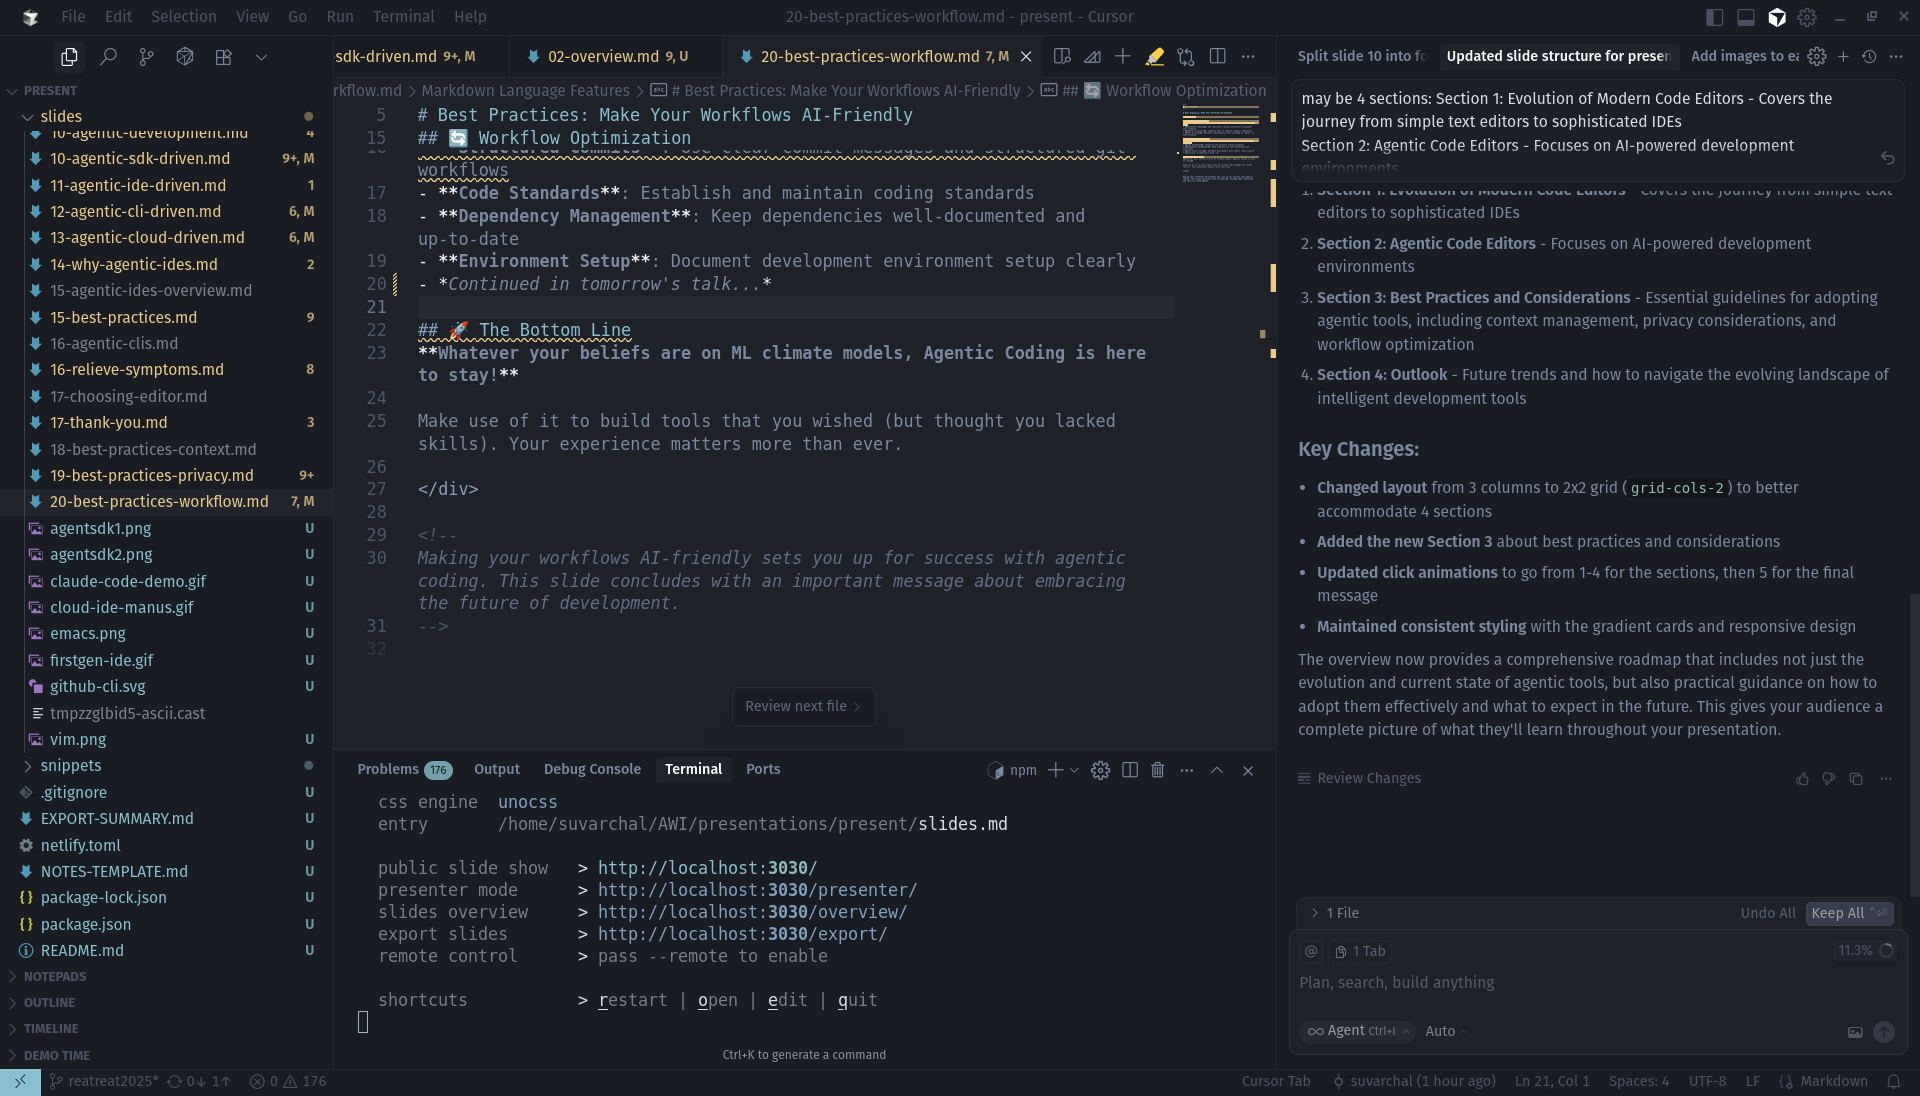 File Edit Selection View Go Run Terminal Help
20-best-practices-workflow.md - present - Cursor
sdk-driven.md 9+, M
02-overview.md 9, U
20-best-practices-workflow.md 7, M
rkflow.md > Markdown Language Features > # Best Practices: Make Your Workflows AI-Friendly > ## 🔄 Workflow Optimization
PRESENT
slides
10-agentic-development.md 4
10-agentic-sdk-driven.md 9+, M
11-agentic-ide-driven.md 1
12-agentic-cli-driven.md 6, M
13-agentic-cloud-driven.md 6, M
14-why-agentic-ides.md 2
15-agentic-ides-overview.md
15-best-practices.md 9
16-agentic-clis.md
16-relieve-symptoms.md 8
17-choosing-editor.md
17-thank-you.md 3
18-best-practices-context.md
19-best-practices-privacy.md 9+
20-best-practices-workflow.md 7, M
agentsdk1.png U
agentsdk2.png U
claude-code-demo.gif U
cloud-ide-manus.gif U
emacs.png U
firstgen-ide.gif U
github-cli.svg U
tmpzzglbid5-ascii.cast
vim.png U
snippets
.gitignore U
EXPORT-SUMMARY.md U
netlify.toml U
NOTES-TEMPLATE.md U
package-lock.json U
package.json U
README.md U
NOTEPADS
OUTLINE
TIMELINE
DEMO TIME
5 # Best Practices: Make Your Workflows AI-Friendly
15 ## 🔄 Workflow Optimization
16 - **Structured Commits**: Use clear commit messages and structured git
workflows
17 - **Code Standards**: Establish and maintain coding standards
18 - **Dependency Management**: Keep dependencies well-documented and
up-to-date
19 - **Environment Setup**: Document development environment setup clearly
20 - *Continued in tomorrow's talk...*
21
22 ## 🚀 The Bottom Line
23 **Whatever your beliefs are on ML climate models, Agentic Coding is here
to stay!**
24
25 Make use of it to build tools that you wished (but thought you lacked
skills). Your experience matters more than ever.
26
27 </div>
28
29 <!--
30 Making your workflows AI-friendly sets you up for success with agentic
coding. This slide concludes with an important message about embracing
the future of development.
31 -->
32
Review next file >
Problems 176 Output Debug Console Terminal Ports
npm
css engine unocss
entry /home/suvarchal/AWI/presentations/present/slides.md
public slide show > http://localhost:3030/
presenter mode > http://localhost:3030/presenter/
slides overview > http://localhost:3030/overview/
export slides > http://localhost:3030/export/
remote control > pass --remote to enable
shortcuts > restart | open | edit | quit
Ctrl+K to generate a command
Split slide 10 into fo
Updated slide structure for presen
Add images to ea
may be 4 sections: Section 1: Evolution of Modern Code Editors - Covers the
journey from simple text editors to sophisticated IDEs
Section 2: Agentic Code Editors - Focuses on AI-powered development
environments
1. Section 1: Evolution of Modern Code Editors - Covers the journey from simple text
editors to sophisticated IDEs
2. Section 2: Agentic Code Editors - Focuses on AI-powered development
environments
3. Section 3: Best Practices and Considerations - Essential guidelines for adopting
agentic tools, including context management, privacy considerations, and
workflow optimization
4. Section 4: Outlook - Future trends and how to navigate the evolving landscape of
intelligent development tools
Key Changes:
• Changed layout from 3 columns to 2x2 grid ( grid-cols-2 ) to better
accommodate 4 sections
• Added the new Section 3 about best practices and considerations
• Updated click animations to go from 1-4 for the sections, then 5 for the final
message
• Maintained consistent styling with the gradient cards and responsive design
The overview now provides a comprehensive roadmap that includes not just the
evolution and current state of agentic tools, but also practical guidance on how to
adopt them effectively and what to expect in the future. This gives your audience a
complete picture of what they'll learn throughout your presentation.
Review Changes
> 1 File Undo All Keep All ^⏎
@ 1 Tab 11.3%
Plan, search, build anything
Agent Ctrl+I Auto
reatreat2025* 0↓ 1↑ 0 176
Cursor Tab suvarchal (1 hour ago) Ln 21, Col 1 Spaces: 4 UTF-8 LF Markdown